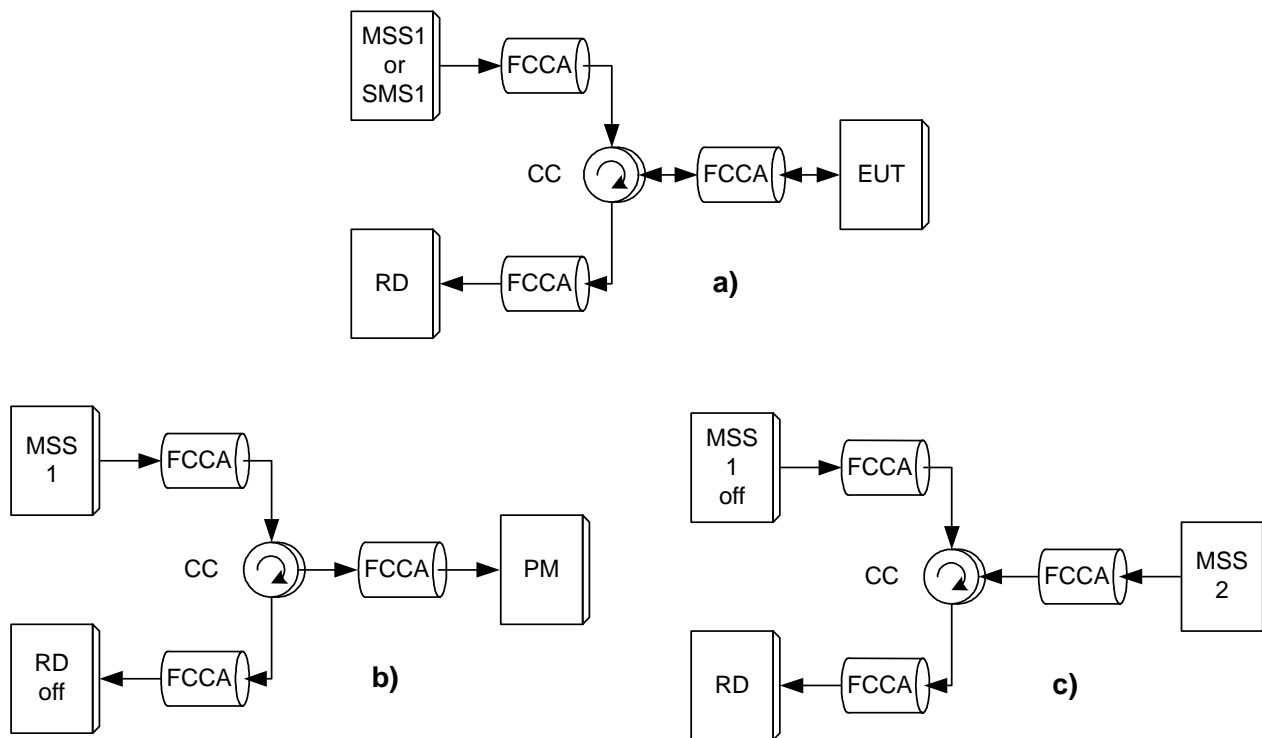 MSS1
or
SMS1
FCCA
CC
FCCA
EUT
RD
FCCA
a)
MSS
1
FCCA
CC
FCCA
PM
RD
off
FCCA
b)
MSS
1
off
FCCA
CC
FCCA
MSS
2
RD
FCCA
c)